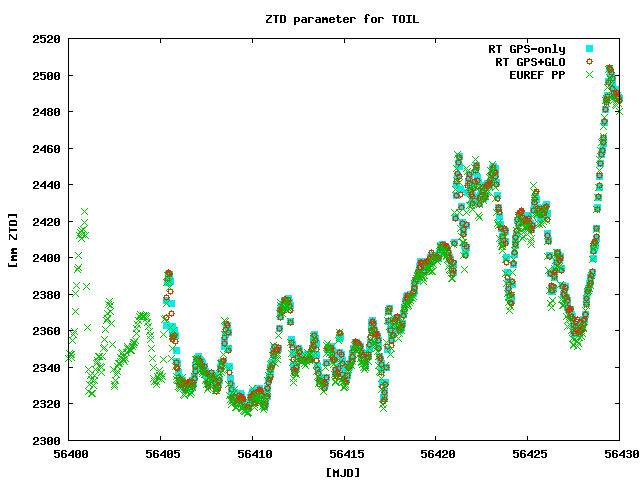 ZTD parameter for TOIL
RT GPS-only
RT GPS+GLO
EUREF PP
[mm ZTD]
2520
2500
2480
2460
2440
2420
2400
2380
2360
2340
2320
2300
56400 56405 56410 56415 56420 56425 56430
[MJD]